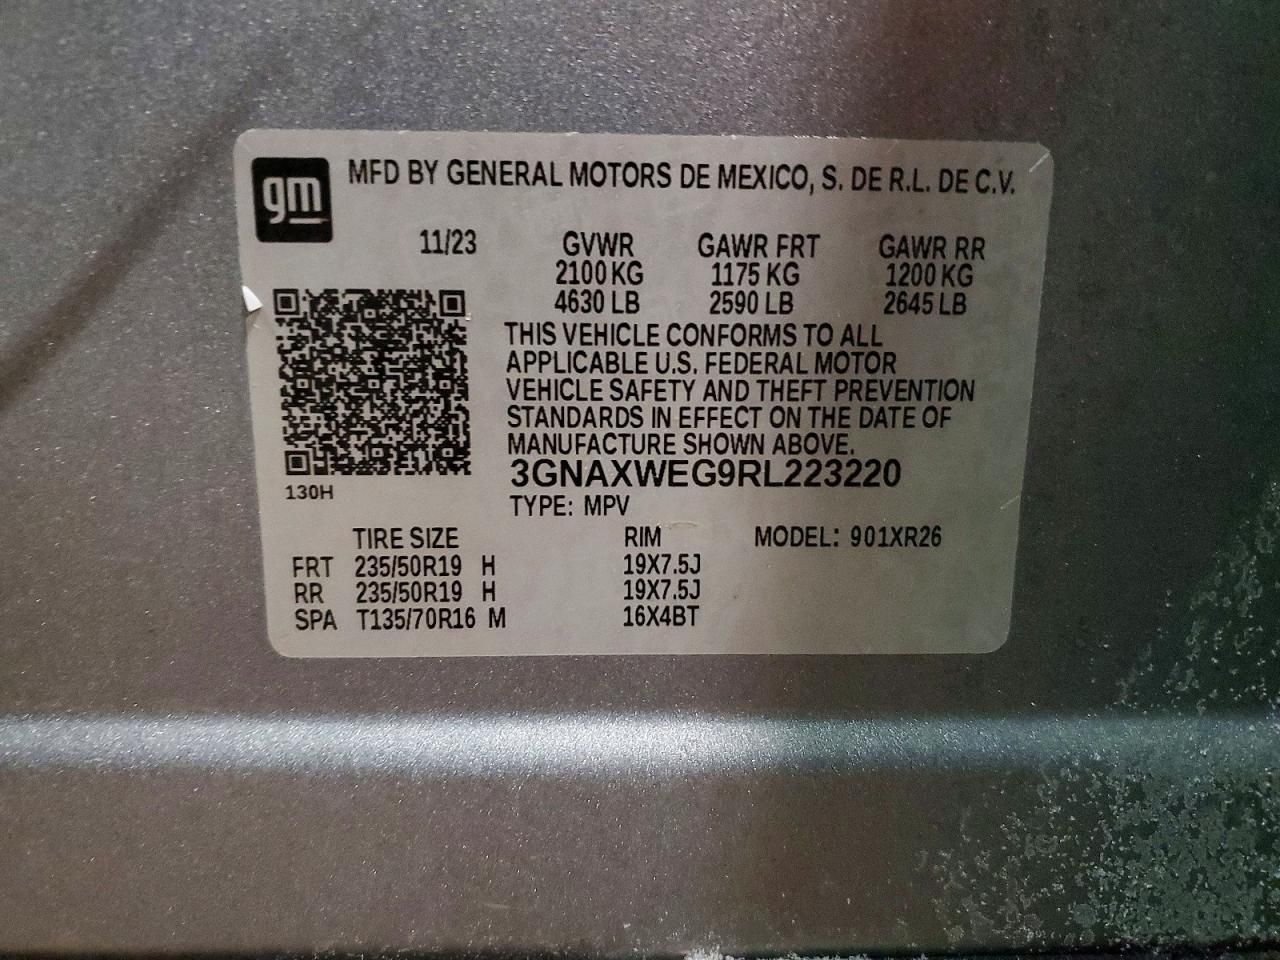 gm
MFD BY GENERAL MOTORS DE MEXICO, S. DE R.L. DE C.V.
11/23 GVWR GAWR FRT GAWR RR
2100 KG 1175 KG 1200 KG
4630 LB 2590 LB 2645 LB
THIS VEHICLE CONFORMS TO ALL
APPLICABLE U.S. FEDERAL MOTOR
VEHICLE SAFETY AND THEFT PREVENTION
STANDARDS IN EFFECT ON THE DATE OF
MANUFACTURE SHOWN ABOVE.
3GNAXWEG9RL223220
130H
TYPE: MPV
TIRE SIZE RIM MODEL: 901XR26
FRT 235/50R19 H 19X7.5J
RR 235/50R19 H 19X7.5J
SPA T135/70R16 M 16X4BT